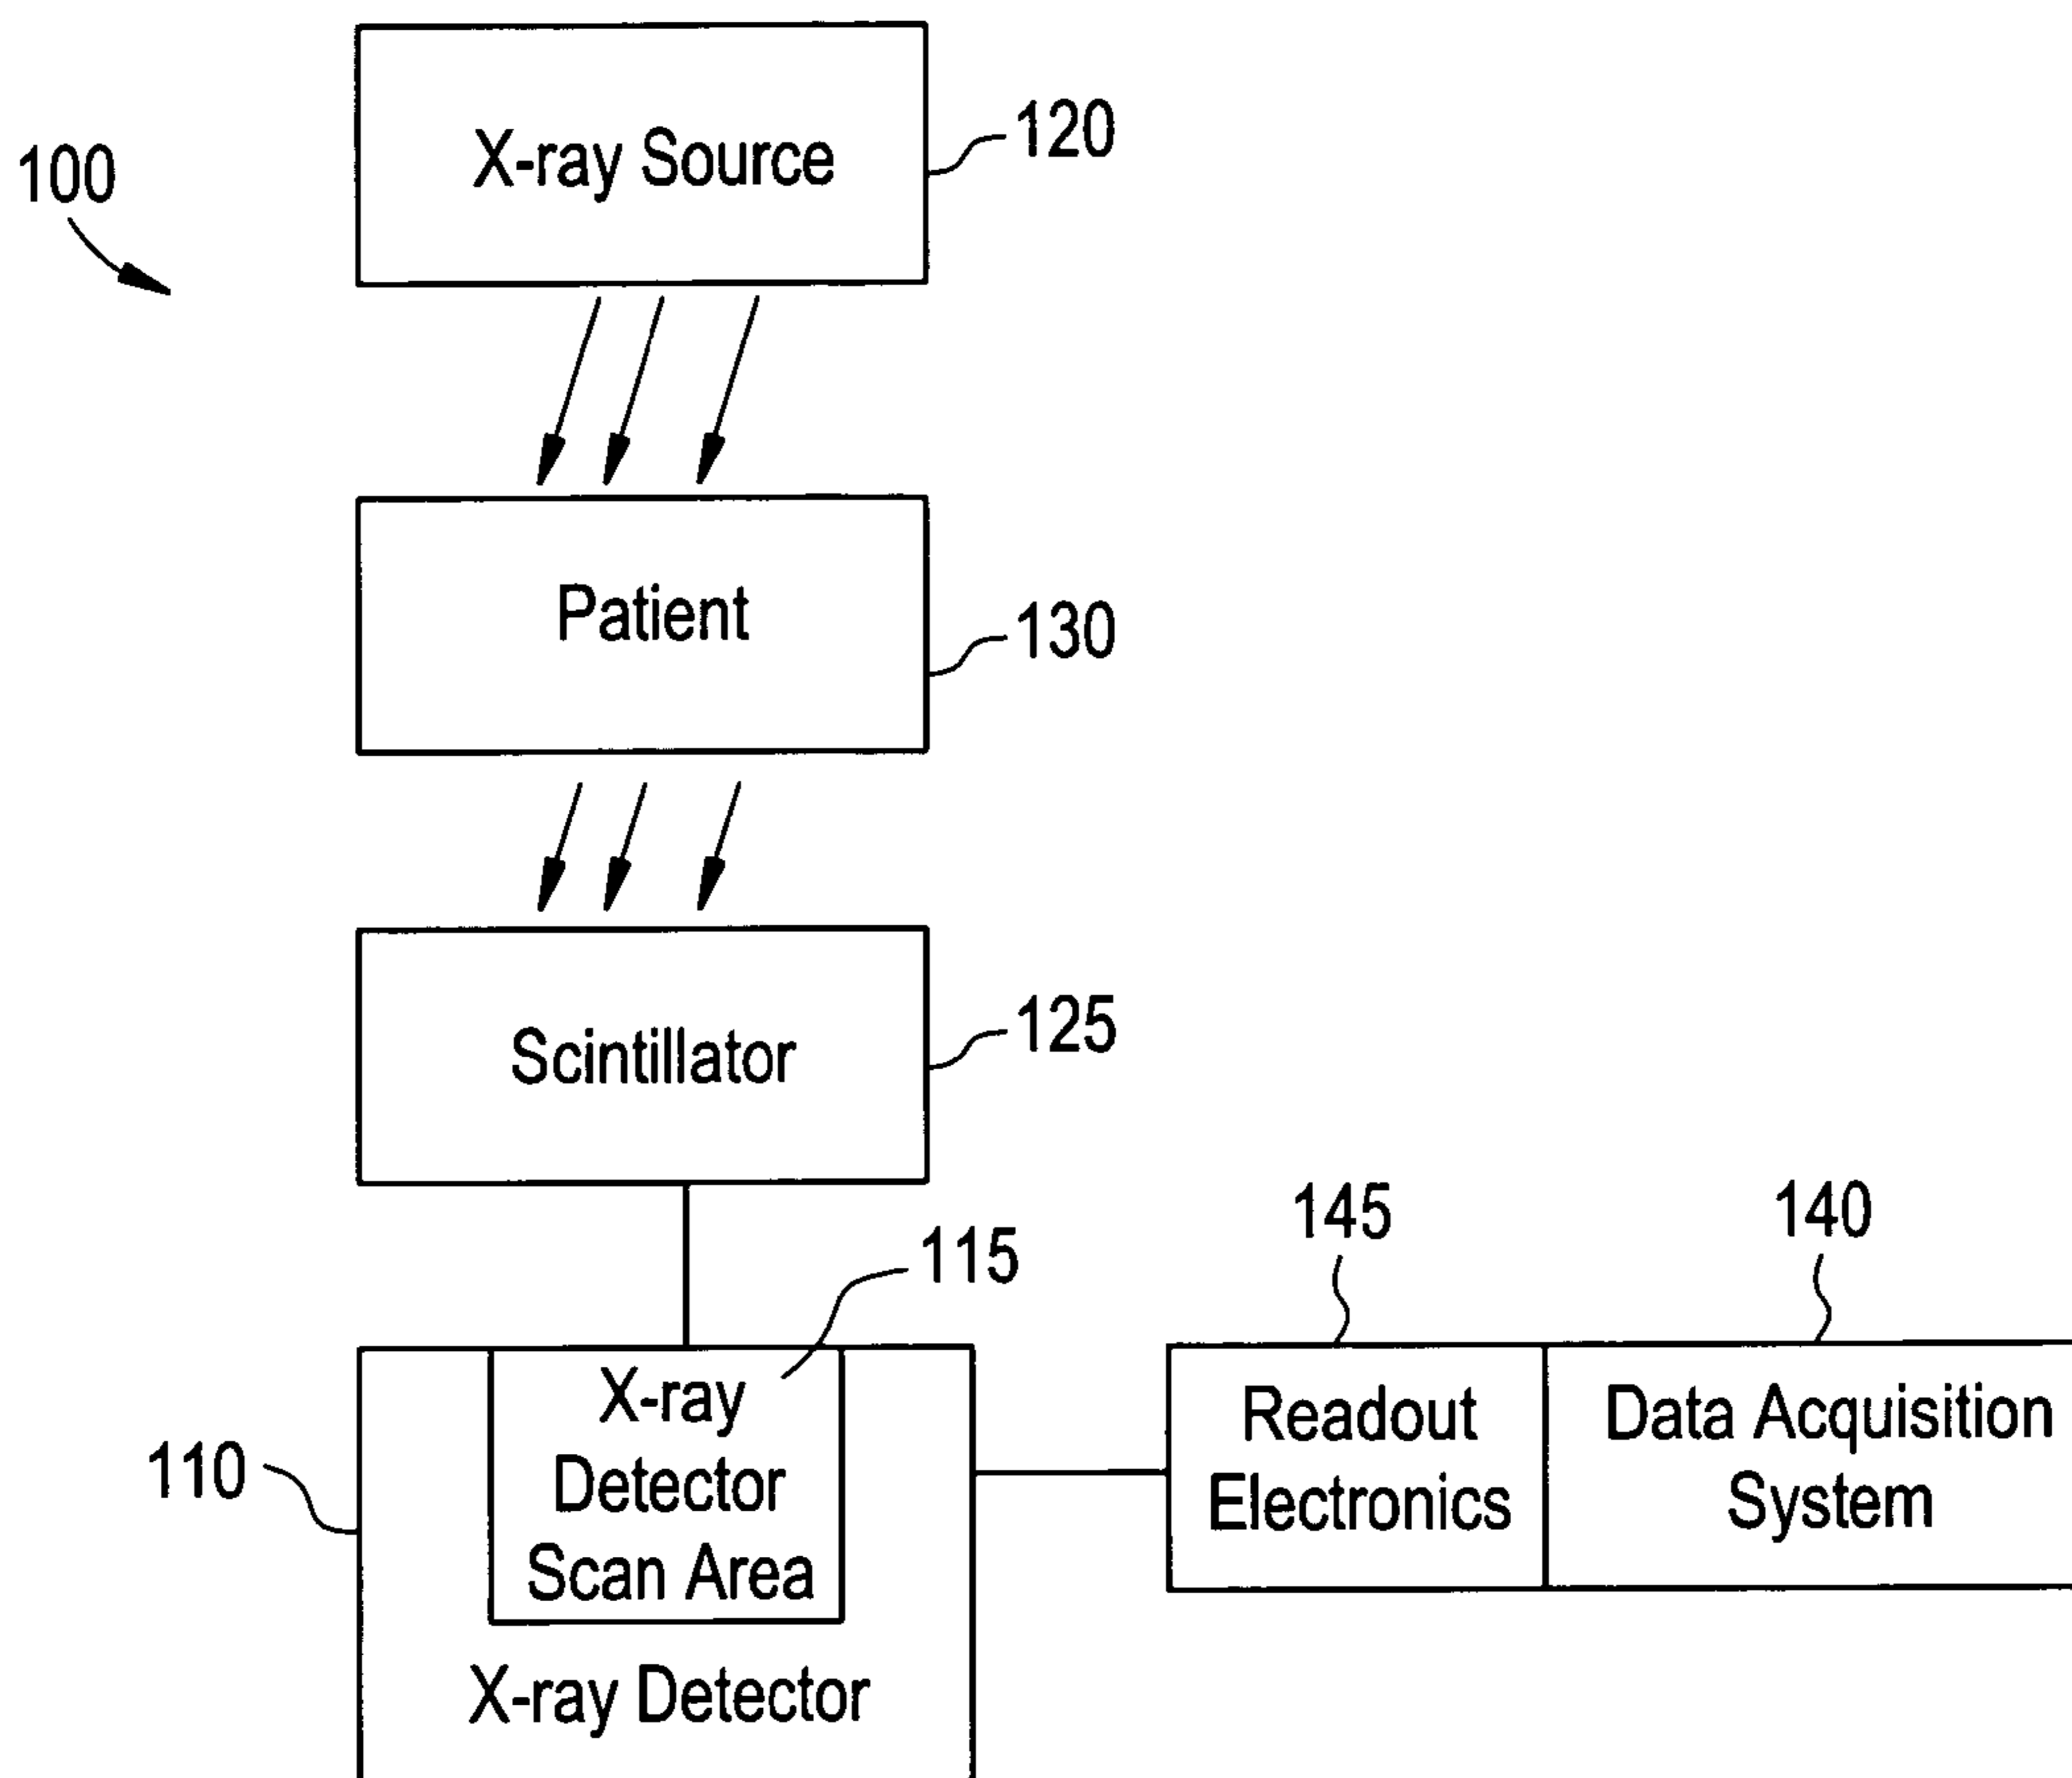 100
X-ray Source
120
Patient
130
Scintillator
125
115
145
140
X-ray
Detector
Scan Area
110
X-ray Detector
Readout
Electronics
Data Acquisition
System